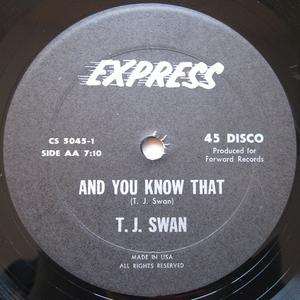 EXPRESS
CS 5045-1
SIDE AA 7:10
45 DISCO
Produced for
Forward Records
AND YOU KNOW THAT
(T. J. Swan)
T. J. SWAN
MADE IN USA
ALL RIGHTS RESERVED